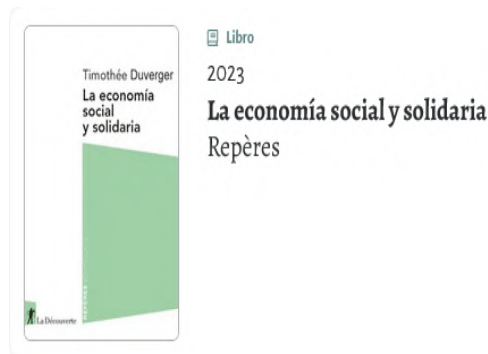 Timothée Duverger
La economía
social
y solidaria
REPÈRES
La Découverte
Libro
2023
La economía social y solidaria
Repères